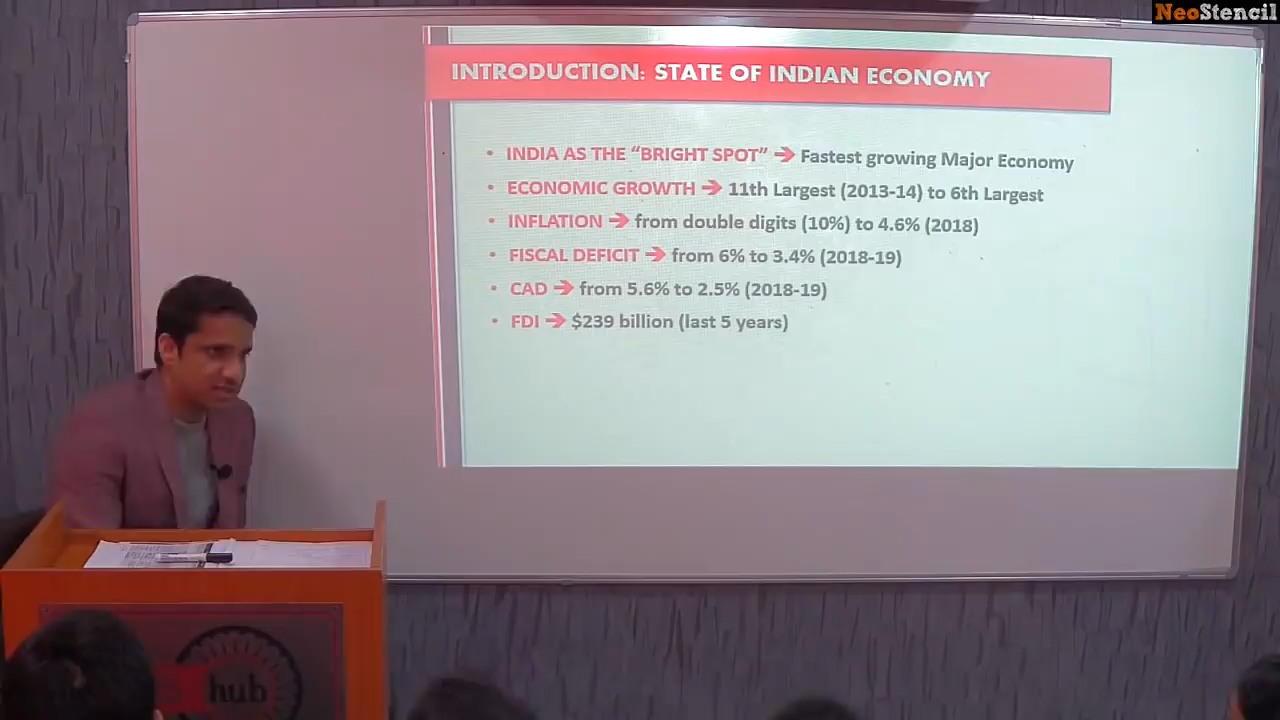 NeoStencil
INTRODUCTION: STATE OF INDIAN ECONOMY
• INDIA AS THE “BRIGHT SPOT” ➔ Fastest growing Major Economy
• ECONOMIC GROWTH ➔ 11th Largest (2013-14) to 6th Largest
• INFLATION ➔ from double digits (10%) to 4.6% (2018)
• FISCAL DEFICIT ➔ from 6% to 3.4% (2018-19)
• CAD ➔ from 5.6% to 2.5% (2018-19)
• FDI ➔ $239 billion (last 5 years)
hub